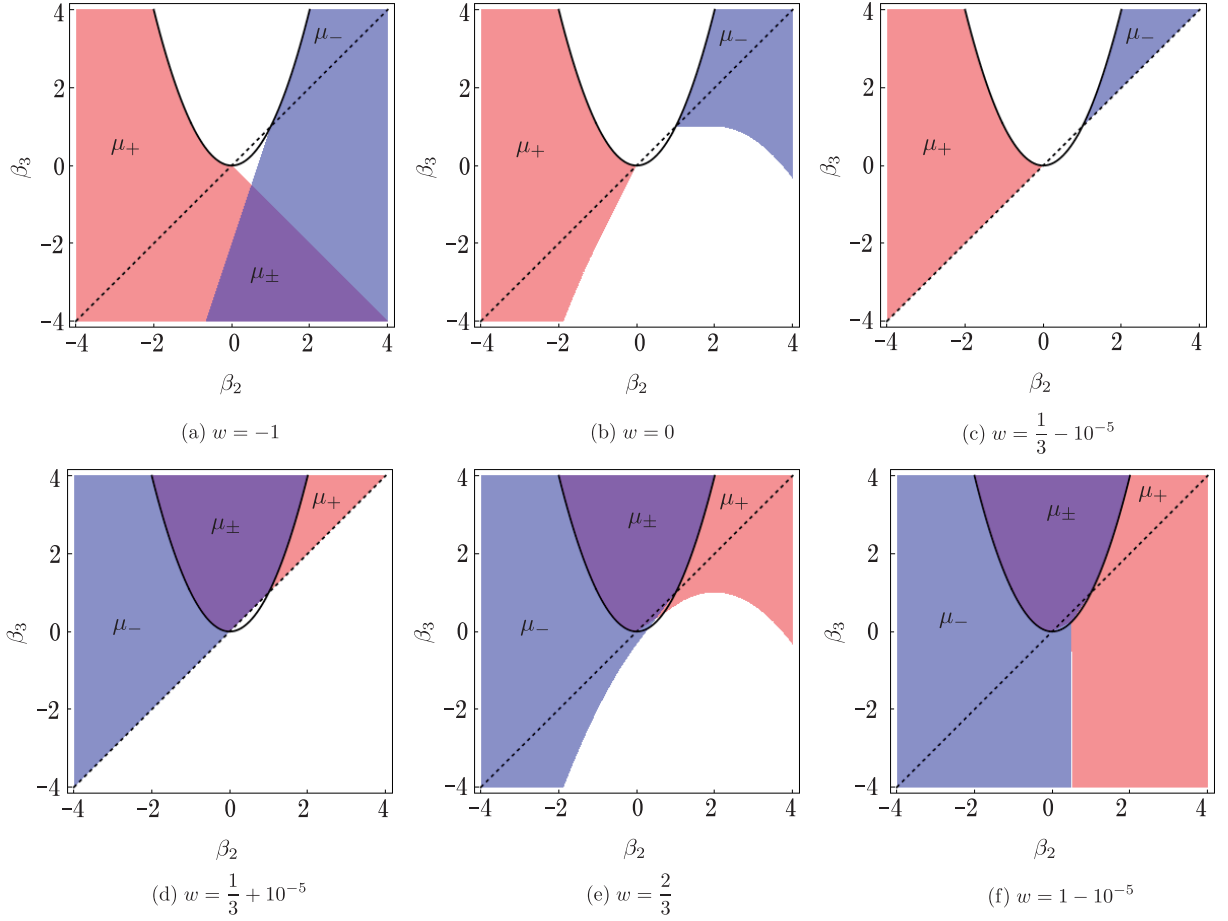 4
2
0
−2
−4
β₃
μ₊
μ₋
μ±
−4 −2 0 2 4
β₂
(a) w = −1
4
2
0
−2
−4
β₃
μ₊
μ₋
−4 −2 0 2 4
β₂
(b) w = 0
4
2
0
−2
−4
β₃
μ₊
μ₋
−4 −2 0 2 4
β₂
(c) w = 1/3 − 10⁻⁵
4
2
0
−2
−4
β₃
μ±
μ₊
μ₋
−4 −2 0 2 4
β₂
(d) w = 1/3 + 10⁻⁵
4
2
0
−2
−4
β₃
μ±
μ₊
μ₋
−4 −2 0 2 4
β₂
(e) w = 2/3
4
2
0
−2
−4
β₃
μ±
μ₊
μ₋
−4 −2 0 2 4
β₂
(f) w = 1 − 10⁻⁵